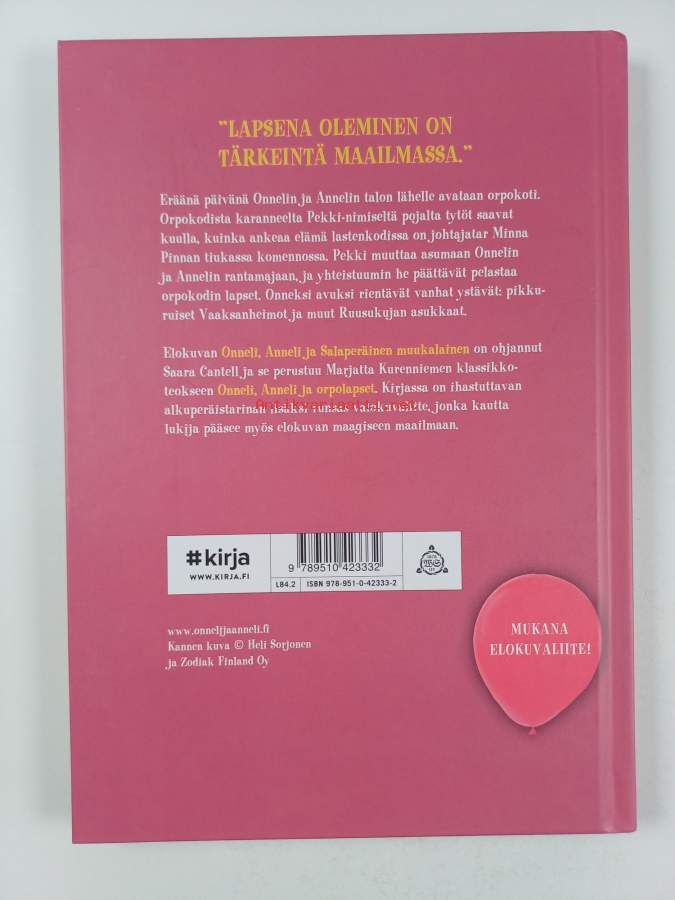 "LAPSENA OLEMINEN ON
TÄRKEINTÄ MAAILMASSA."
Eräänä päivänä Onnelin ja Annelin talon lähelle avataan orpokoti.
Orpokodista karanneelta Pekki-nimiseltä pojalta tytöt saavat
kuulla, kuinka ankeaa elämä lastenkodissa on johtajatar Minna
Pinnan tiukassa komennossa. Pekki muuttaa asumaan Onnelin
ja Annelin rantamajaan, ja yhteistuumin he päättävät pelastaa
orpokodin lapset. Onneksi avuksi rientävät vanhat ystävät: pikku-
ruiset Vaaksanheimot ja muut Ruusukujan asukkaat.
Elokuvan Onneli, Anneli ja Salaperäinen muukalainen on ohjannut
Saara Cantell ja se perustuu Marjatta Kurenniemen klassikko-
teokseen Onneli, Anneli ja orpolapset. Kirjassa on ihastuttavan
alkuperäistarinan lisäksi runsas valokuvaliite, jonka kautta
Antikvariaatti.net
lukija pääsee myös elokuvan maagiseen maailmaan.
#kirja
WWW.KIRJA.FI
9 789510 423332
L84.2 ISBN 978-951-0-42333-2
www.onnelijaanneli.fi
Kannen kuva © Heli Sorjonen
ja Zodiak Finland Oy
MUKANA
ELOKUVALIITE!